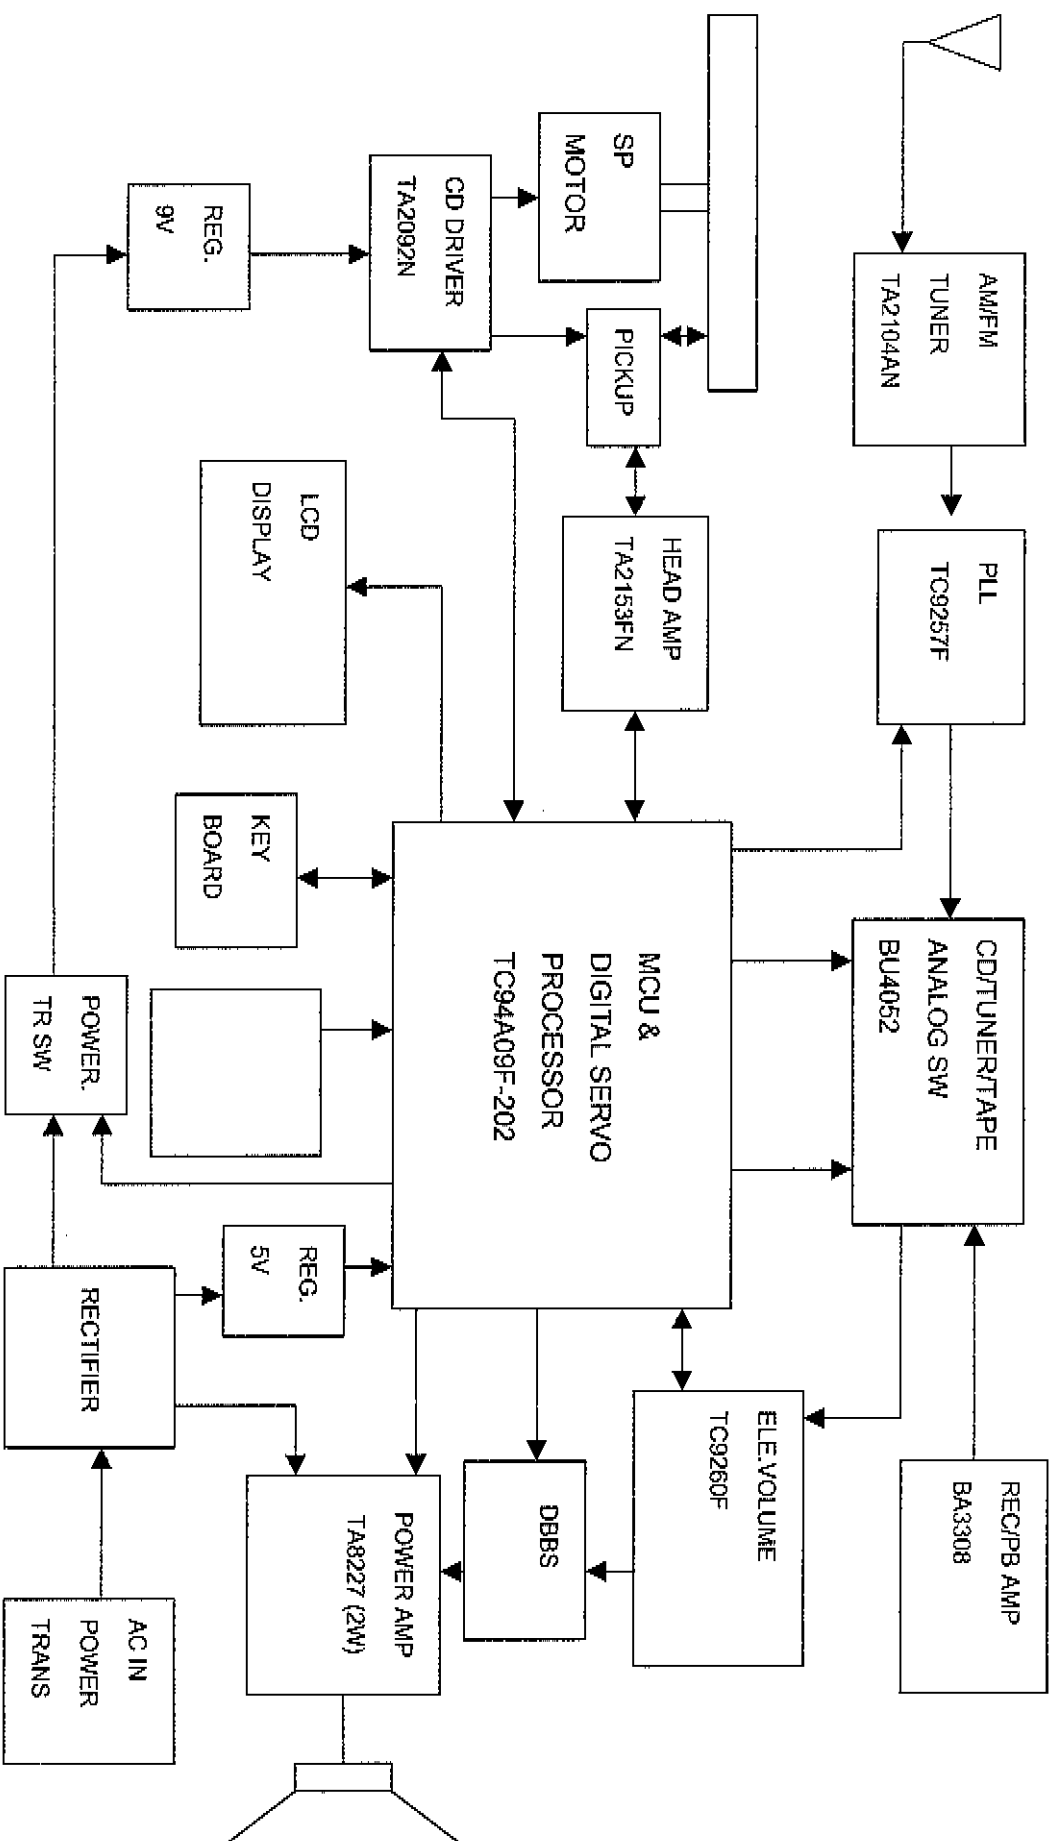 AM/FM
TUNER
TA2104AN
PLL
TC9257F
CD/TUNER/TAPE
ANALOG SW
BU4052
REC/PB AMP
BA3308
SP
MOTOR
PICKUP
HEAD AMP
TA2153FN
MCU &
DIGITAL SERVO
PROCESSOR
TC94A09F-202
ELE.VOLUME
TC9260F
CD DRIVER
TA2092N
DBBS
LCD
DISPLAY
KEY
BOARD
REG.
5V
POWER AMP
TA8227 (2W)
REG.
9V
POWER.
TR SW
RECTIFIER
AC IN
POWER
TRANS